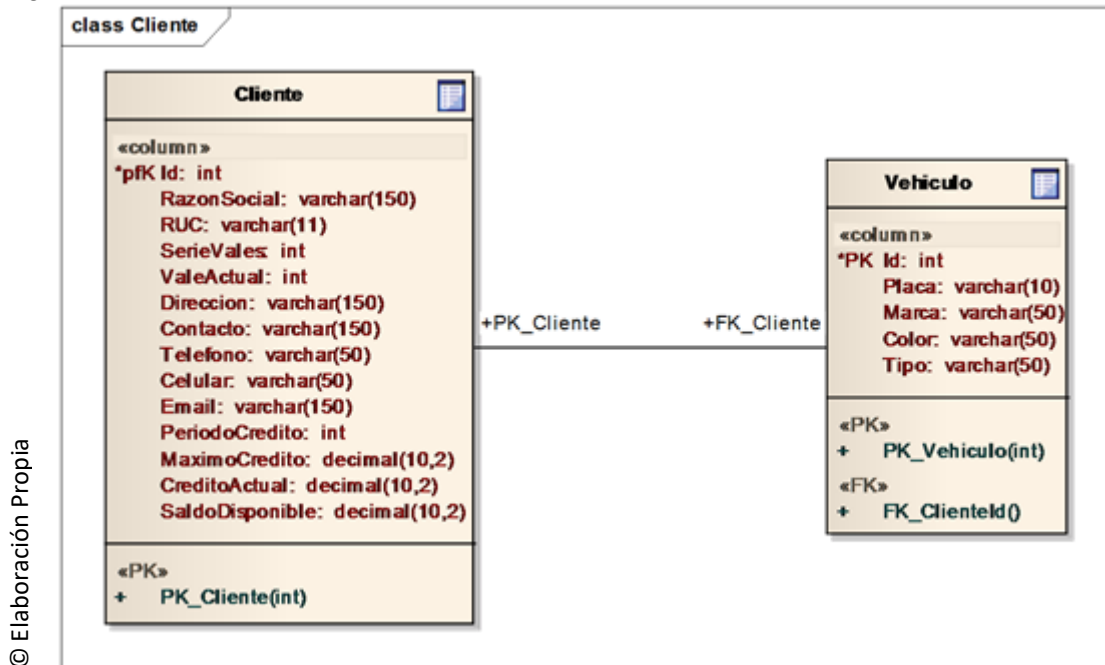 class Cliente
Cliente
«column»
*pfK Id: int
RazonSocial: varchar(150)
RUC: varchar(11)
SerieVales: int
ValeActual: int
Direccion: varchar(150)
Contacto: varchar(150)
Telefono: varchar(50)
Celular: varchar(50)
Email: varchar(150)
PeriodoCredito: int
MaximoCredito: decimal(10,2)
CreditoActual: decimal(10,2)
SaldoDisponible: decimal(10,2)
«PK»
+ PK_Cliente(int)
+PK_Cliente
+FK_Cliente
Vehiculo
«column»
*PK Id: int
Placa: varchar(10)
Marca: varchar(50)
Color: varchar(50)
Tipo: varchar(50)
«PK»
+ PK_Vehiculo(int)
«FK»
+ FK_ClienteId()
© Elaboración Propia